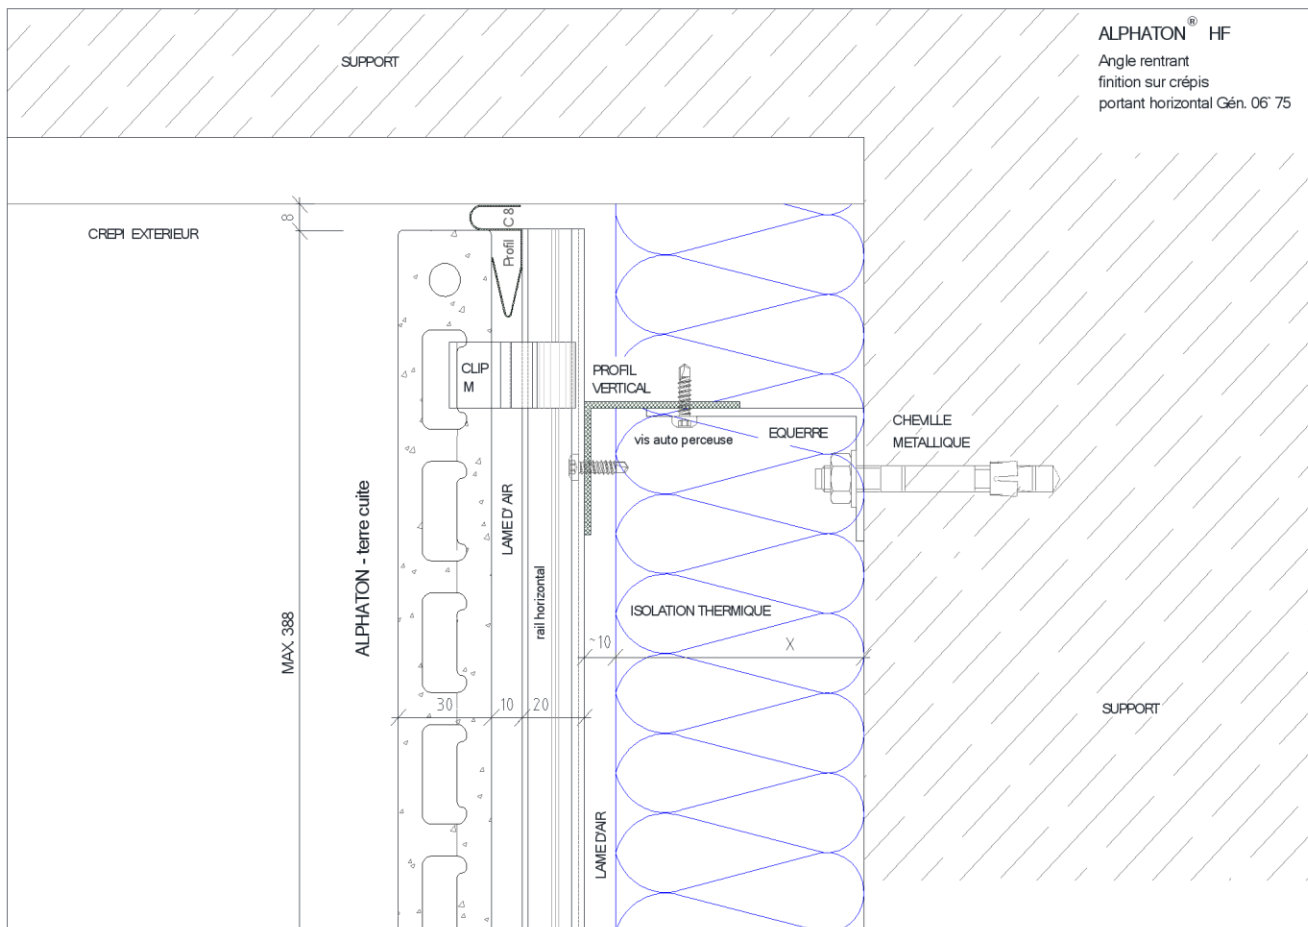 ALPHATON® HF
Angle rentrant
finition sur crépis
portant horizontal Gén. 06` 75
SUPPORT
8
CREPI EXTERIEUR
C 8
Profil
CLIP
M
PROFIL
VERTICAL
vis auto perceuse
EQUERRE
CHEVILLE
METALLIQUE
ALPHATON - terre cuite
LAME D' AIR
rail horizontal
MAX. 388
ISOLATION THERMIQUE
~10
X
30
10
20
SUPPORT
LAME D'AIR